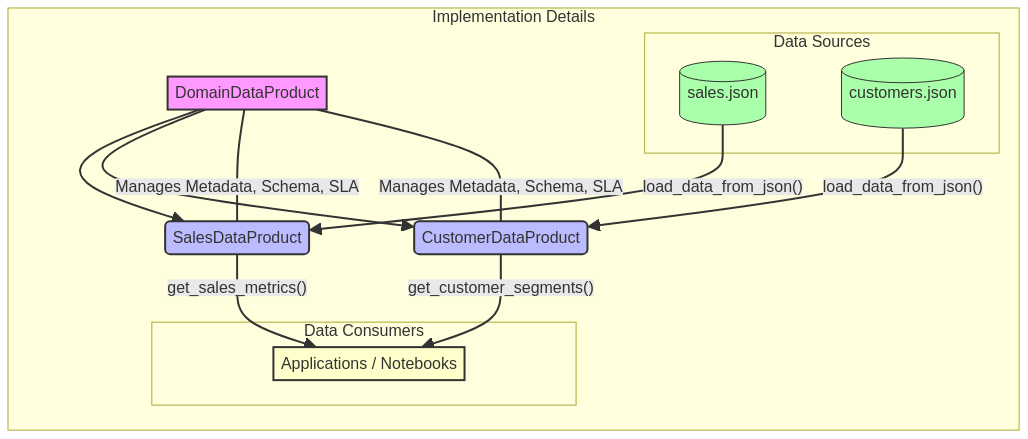 Implementation Details
Data Sources
DomainDataProduct
sales.json
customers.json
Manages Metadata, Schema, SLA
Manages Metadata, Schema, SLA
load_data_from_json()
load_data_from_json()
SalesDataProduct
CustomerDataProduct
get_sales_metrics()
get_customer_segments()
Data Consumers
Applications / Notebooks